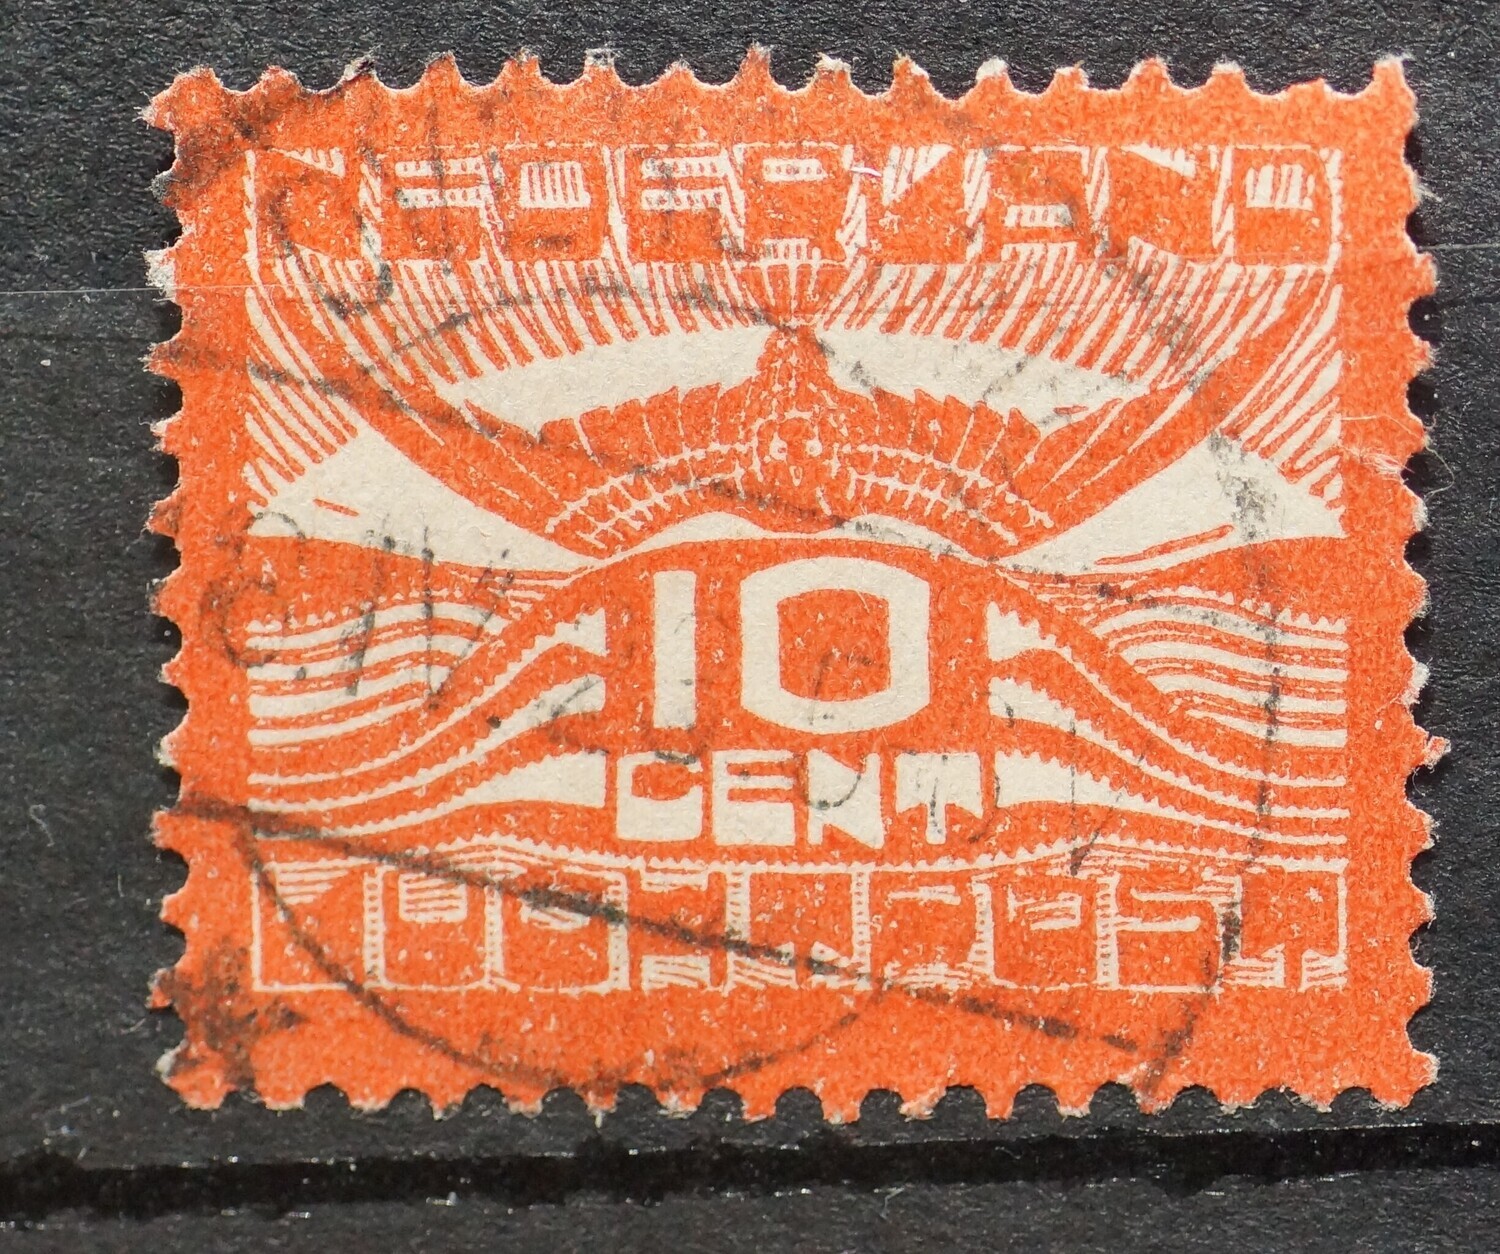 NEDERLAND
10
CENT
LUCHTPOST